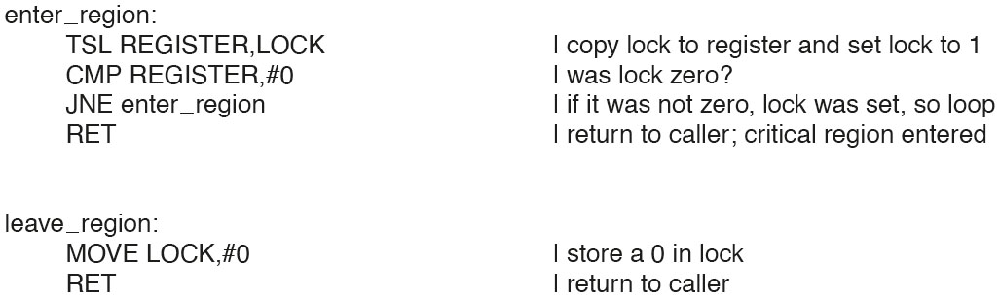 enter_region:
TSL REGISTER,LOCK | copy lock to register and set lock to 1
CMP REGISTER,#0 | was lock zero?
JNE enter_region | if it was not zero, lock was set, so loop
RET | return to caller; critical region entered
leave_region:
MOVE LOCK,#0 | store a 0 in lock
RET | return to caller